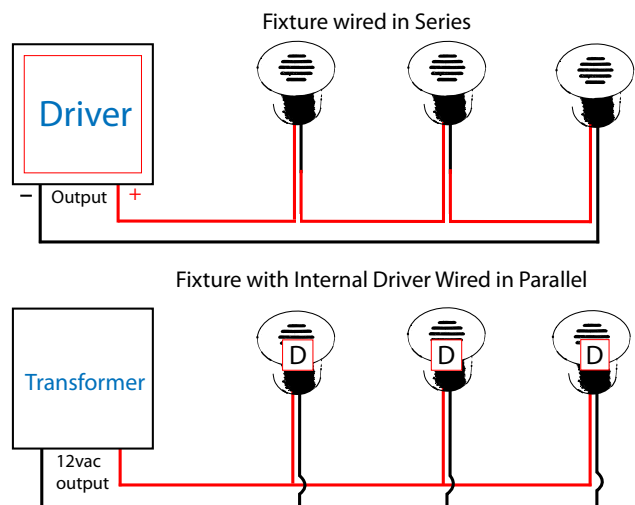 Fixture wired in Series
Driver
– Output +
Fixture with Internal Driver Wired in Parallel
D D D
Transformer
12vac
output